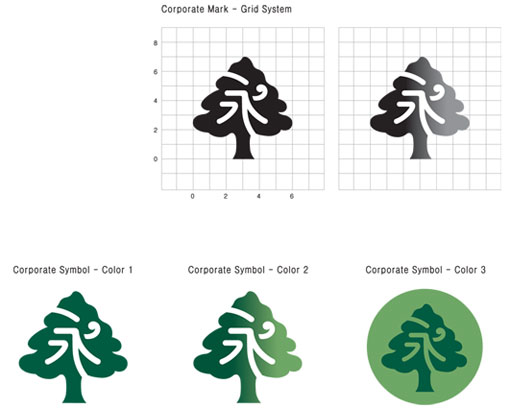 Corporate Mark - Grid System
8
6
4
2
0
0 2 4 6
永 永
Corporate Symbol - Color 1
Corporate Symbol - Color 2
Corporate Symbol - Color 3
永 永 永